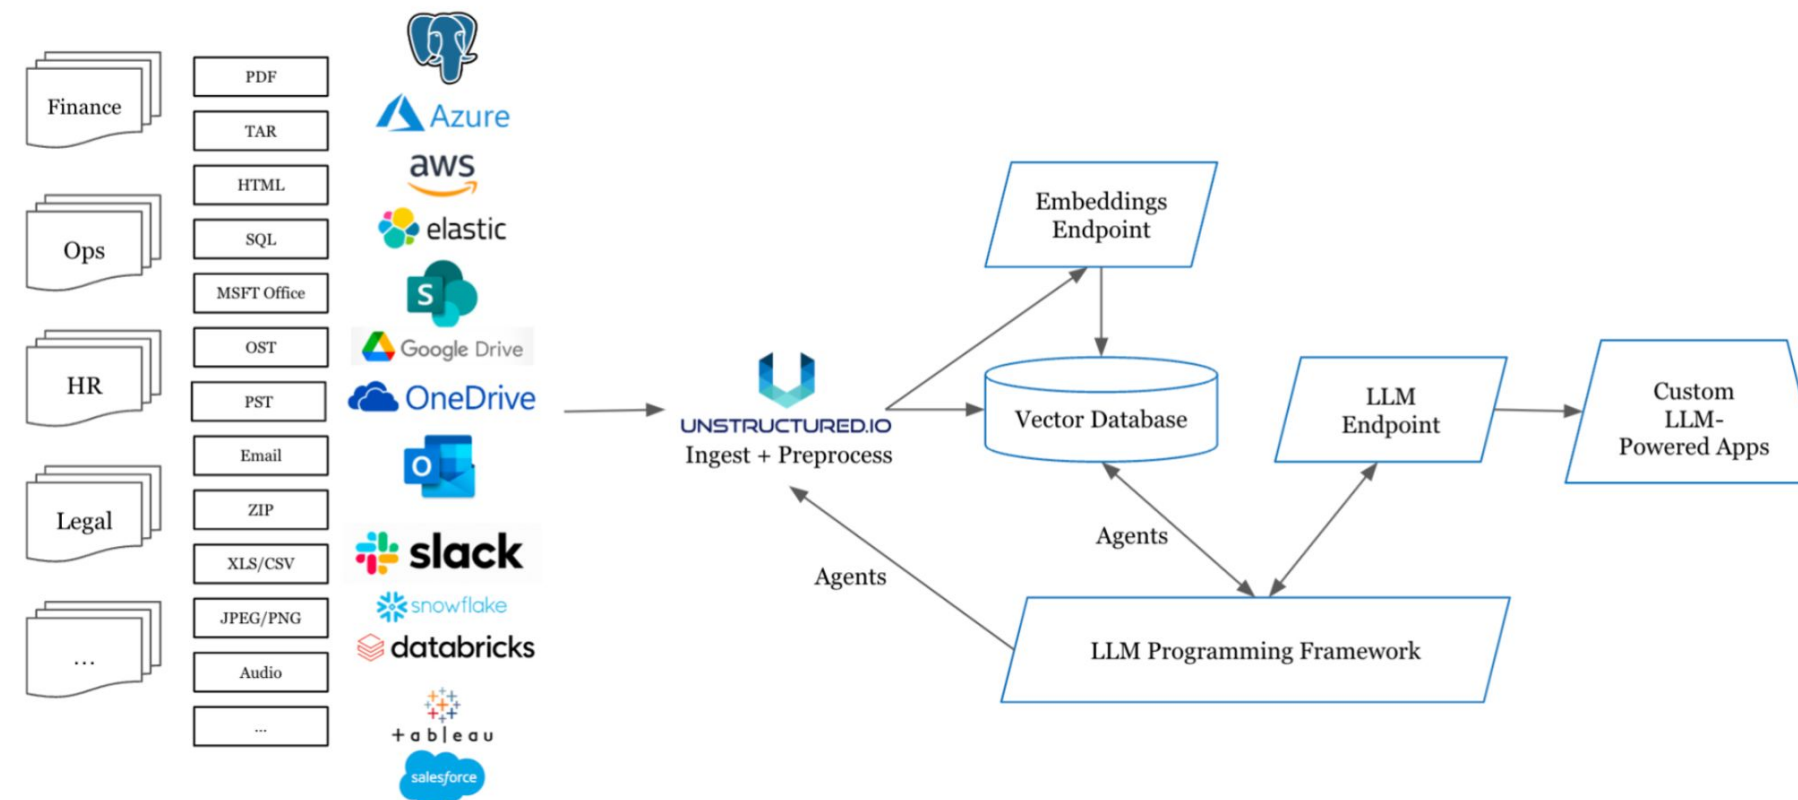 Finance
Ops
HR
Legal
...
PDF
TAR
HTML
SQL
MSFT Office
OST
PST
Email
ZIP
XLS/CSV
JPEG/PNG
Audio
...
Azure
aws
elastic
S
Google Drive
OneDrive
O
slack
snowflake
databricks
+ableau
salesforce
UNSTRUCTURED.IO
Ingest + Preprocess
Embeddings
Endpoint
Vector Database
Agents
Agents
LLM Programming Framework
LLM
Endpoint
Custom
LLM-
Powered Apps